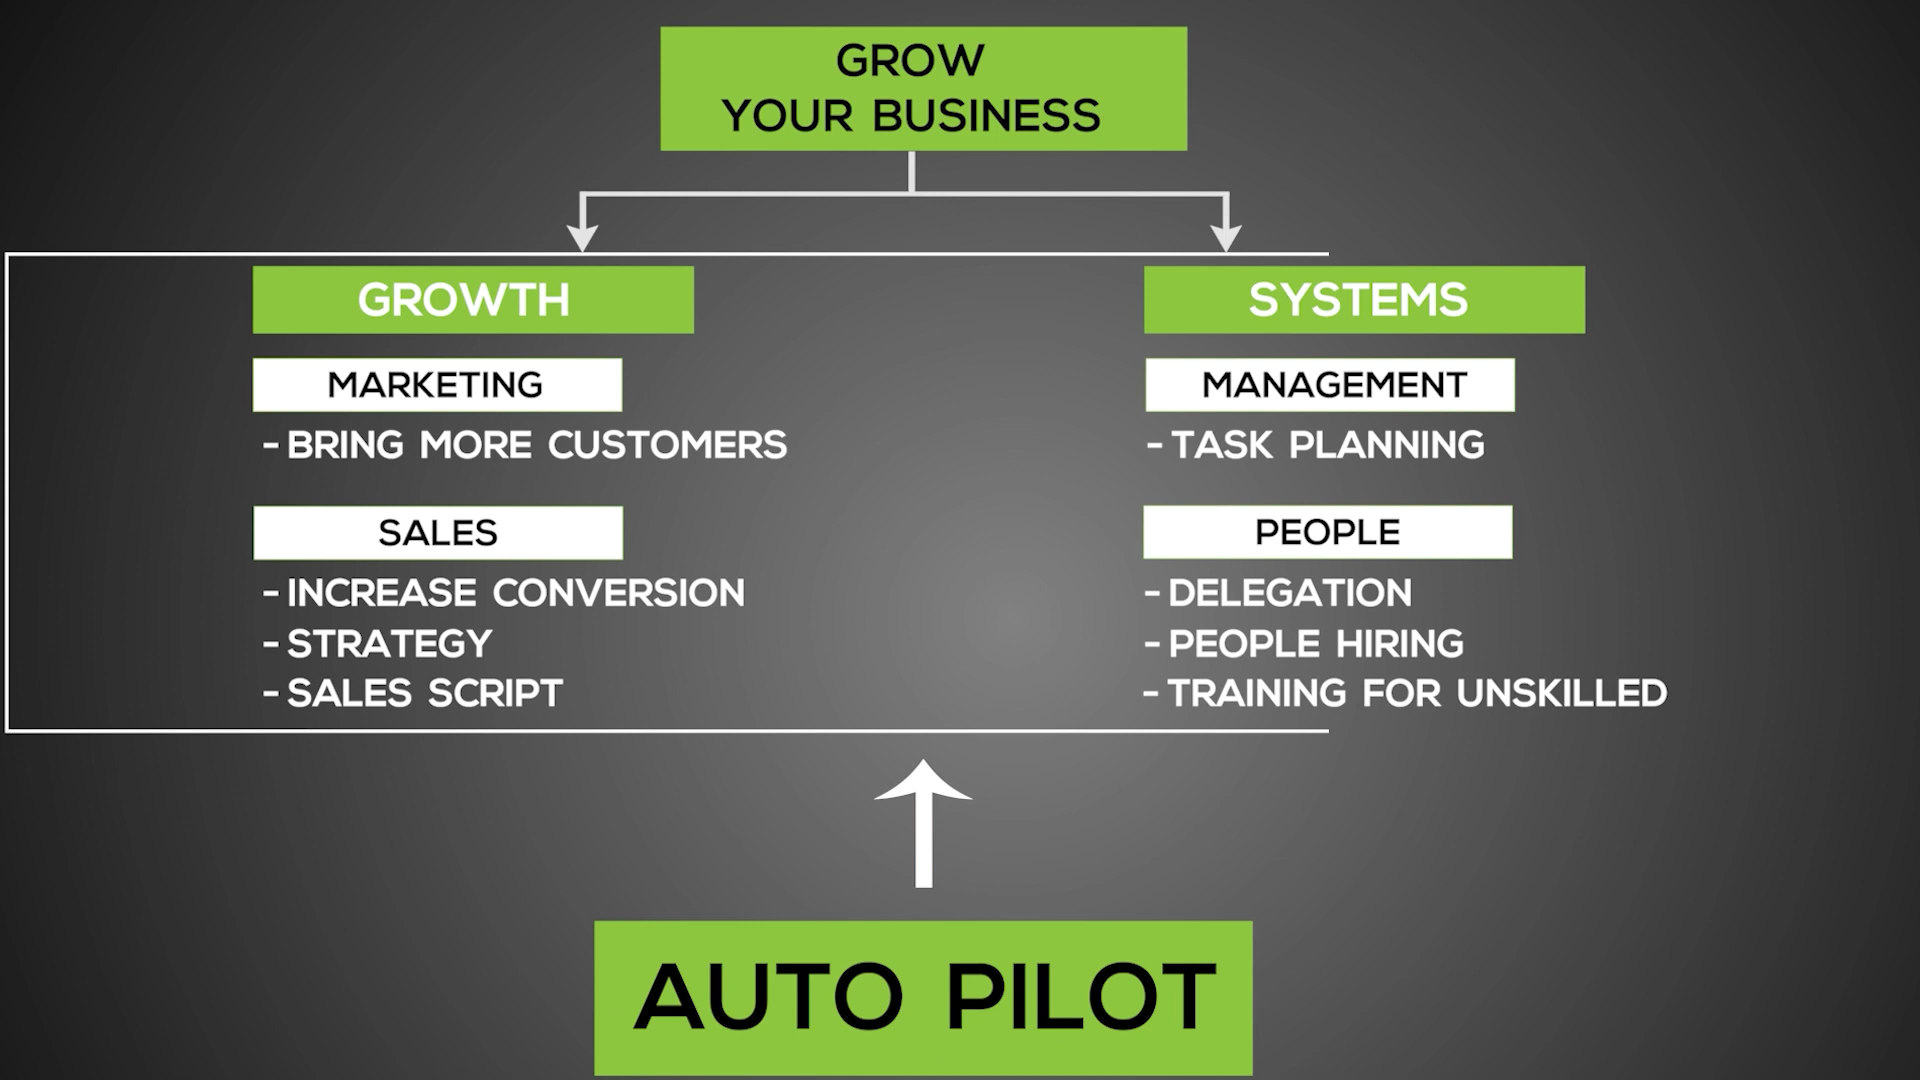 GROW
YOUR BUSINESS
GROWTH
MARKETING
- BRING MORE CUSTOMERS
SALES
- INCREASE CONVERSION
- STRATEGY
- SALES SCRIPT
SYSTEMS
MANAGEMENT
- TASK PLANNING
PEOPLE
- DELEGATION
- PEOPLE HIRING
- TRAINING FOR UNSKILLED
AUTO PILOT